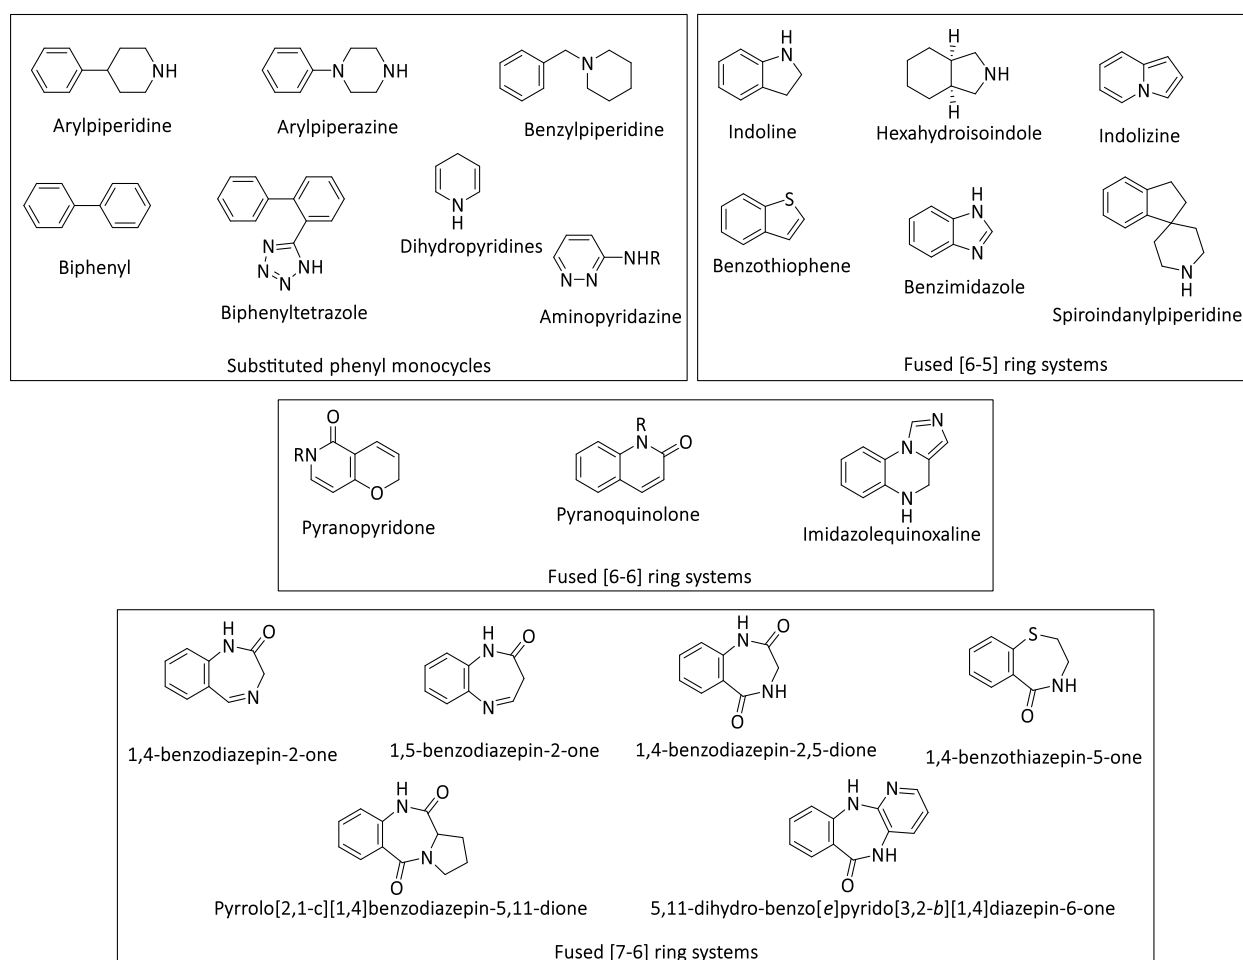 NH
Arylpiperidine
N
NH
Arylpiperazine
N
Benzylpiperidine
Biphenyl
N
N
N
NH
Biphenyltetrazole
N
H
Dihydropyridines
N N
NHR
Aminopyridazine
Substituted phenyl monocycles
H
N
Indoline
H
NH
H
Hexahydroisoindole
N
Indolizine
S
Benzothiophene
H
N
N
Benzimidazole
N
H
Spiroindanylpiperidine
Fused [6-5] ring systems
O
RN
O
Pyranopyridone
R
N
O
Pyranoquinolone
N
N
N
H
Imidazolequinoxaline
Fused [6-6] ring systems
H
N
O
N
1,4-benzodiazepin-2-one
H
N
O
N
1,5-benzodiazepin-2-one
H
N
O
NH
O
1,4-benzodiazepin-2,5-dione
S
NH
O
1,4-benzothiazepin-5-one
H
N
O
N
O
Pyrrolo[2,1-c][1,4]benzodiazepin-5,11-dione
H
N
N
NH
O
5,11-dihydro-benzo[e]pyrido[3,2-b][1,4]diazepin-6-one
Fused [7-6] ring systems